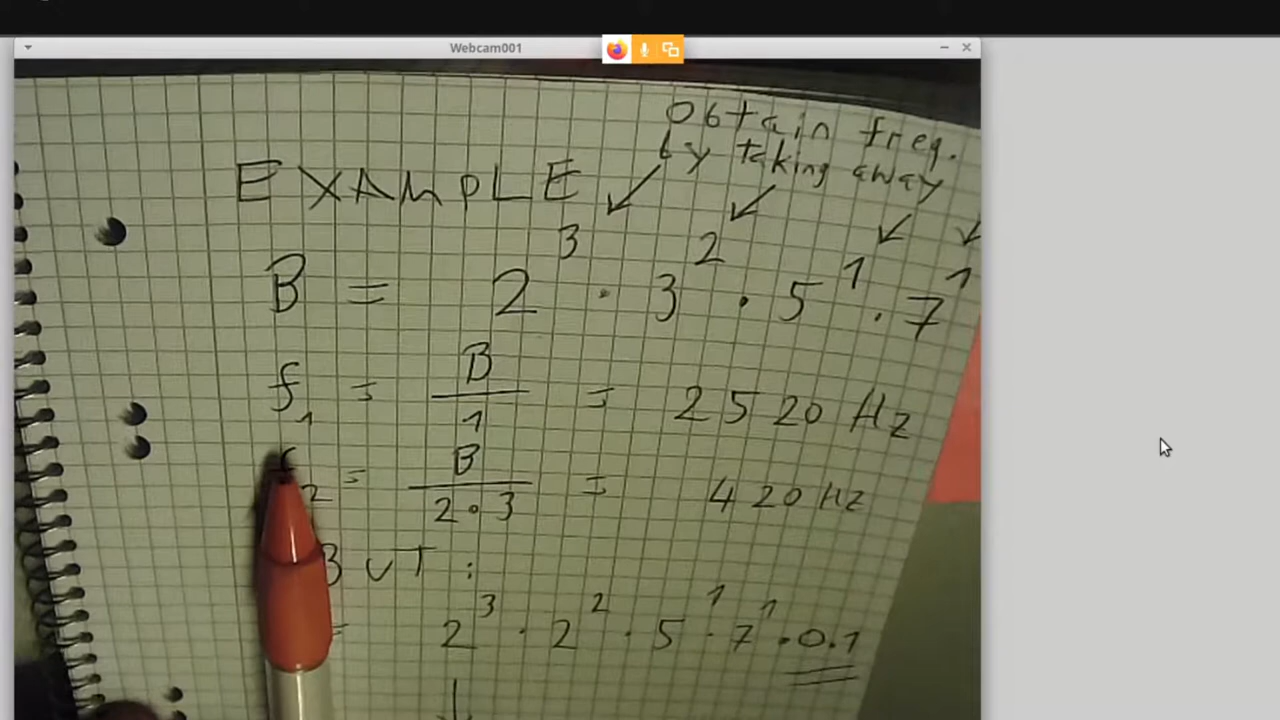 Webcam001
Obtain freq.
by taking away
EXAMPLE
B = 2³ · 3² · 5¹ · 7¹
f₁ = B/1 = 2520 Hz
f₂ = B/2·3 = 420 Hz
BUT:
= 2³ · 2² · 5¹ · 7¹ · 0.1